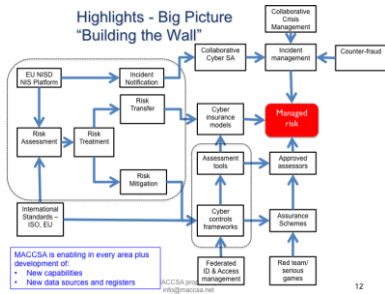 Highlights - Big Picture
“Building the Wall”
Collaborative
Crisis
Management
Collaborative
Cyber SA
Incident
management
Counter-fraud
EU NISD
NIS Platform
Incident
Notification
Risk
Transfer
Cyber
insurance
models
Managed
risk
Risk
Assessment
Risk
Treatment
Assessment
tools
Approved
assessors
Risk
Mitigation
International
Standards –
ISO, EU
Cyber
controls
frameworks
Assurance
Schemes
MACCSA is enabling in every area plus
development of:
• New capabilities
• New data sources and registers
Federated
ID & Access
management
Red team/
serious
games
info@maccsa.net
12